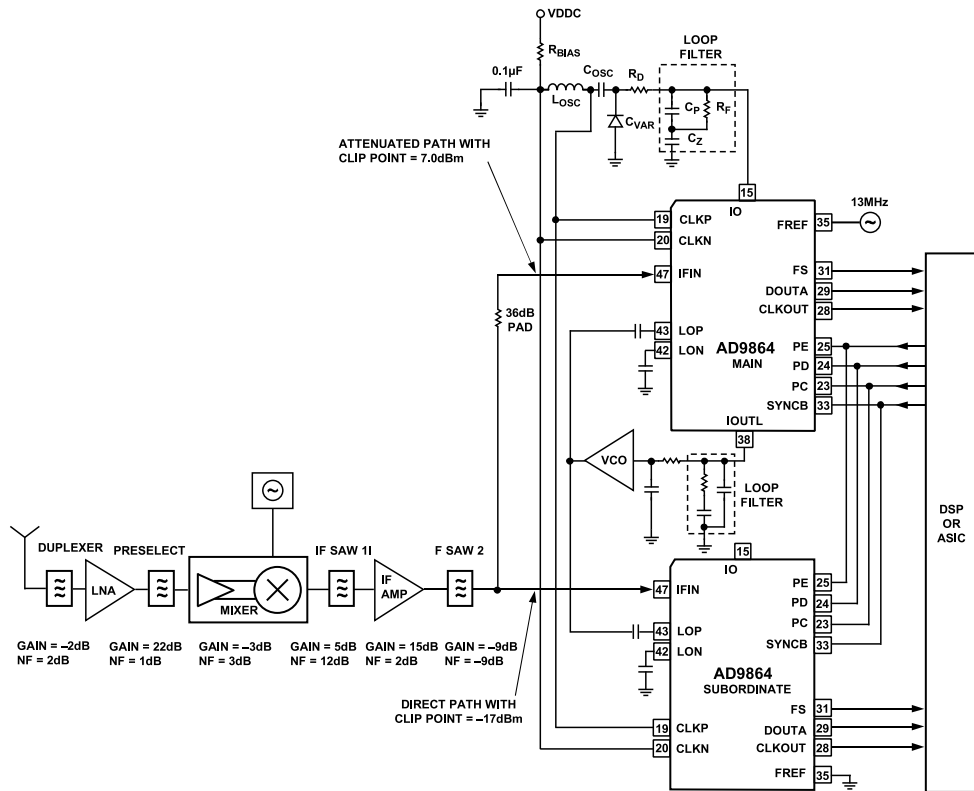 VDDC
RBIAS
0.1µF
LOSC
COSC
RD
CVAR
LOOP
FILTER
CP
RF
CZ
ATTENUATED PATH WITH
CLIP POINT = 7.0dBm
36dB
PAD
15
IO
19 CLKP
20 CLKN
47 IFIN
43 LOP
42 LON
AD9864
MAIN
IOUTL
38
FREF 35
13MHz
FS 31
DOUTA 29
CLKOUT 28
PE 25
PD 24
PC 23
SYNCB 33
DSP
OR
ASIC
VCO
LOOP
FILTER
DUPLEXER
PRESELECT
LNA
MIXER
IF SAW 1I
IF
AMP
F SAW 2
GAIN = –2dB
NF = 2dB
GAIN = 22dB
NF = 1dB
GAIN = –3dB
NF = 3dB
GAIN = 5dB
NF = 12dB
GAIN = 15dB
NF = 2dB
GAIN = –9dB
NF = –9dB
DIRECT PATH WITH
CLIP POINT = –17dBm
15
IO
47 IFIN
43 LOP
42 LON
AD9864
SUBORDINATE
19 CLKP
20 CLKN
PE 25
PD 24
PC 23
SYNCB 33
FS 31
DOUTA 29
CLKOUT 28
FREF 35